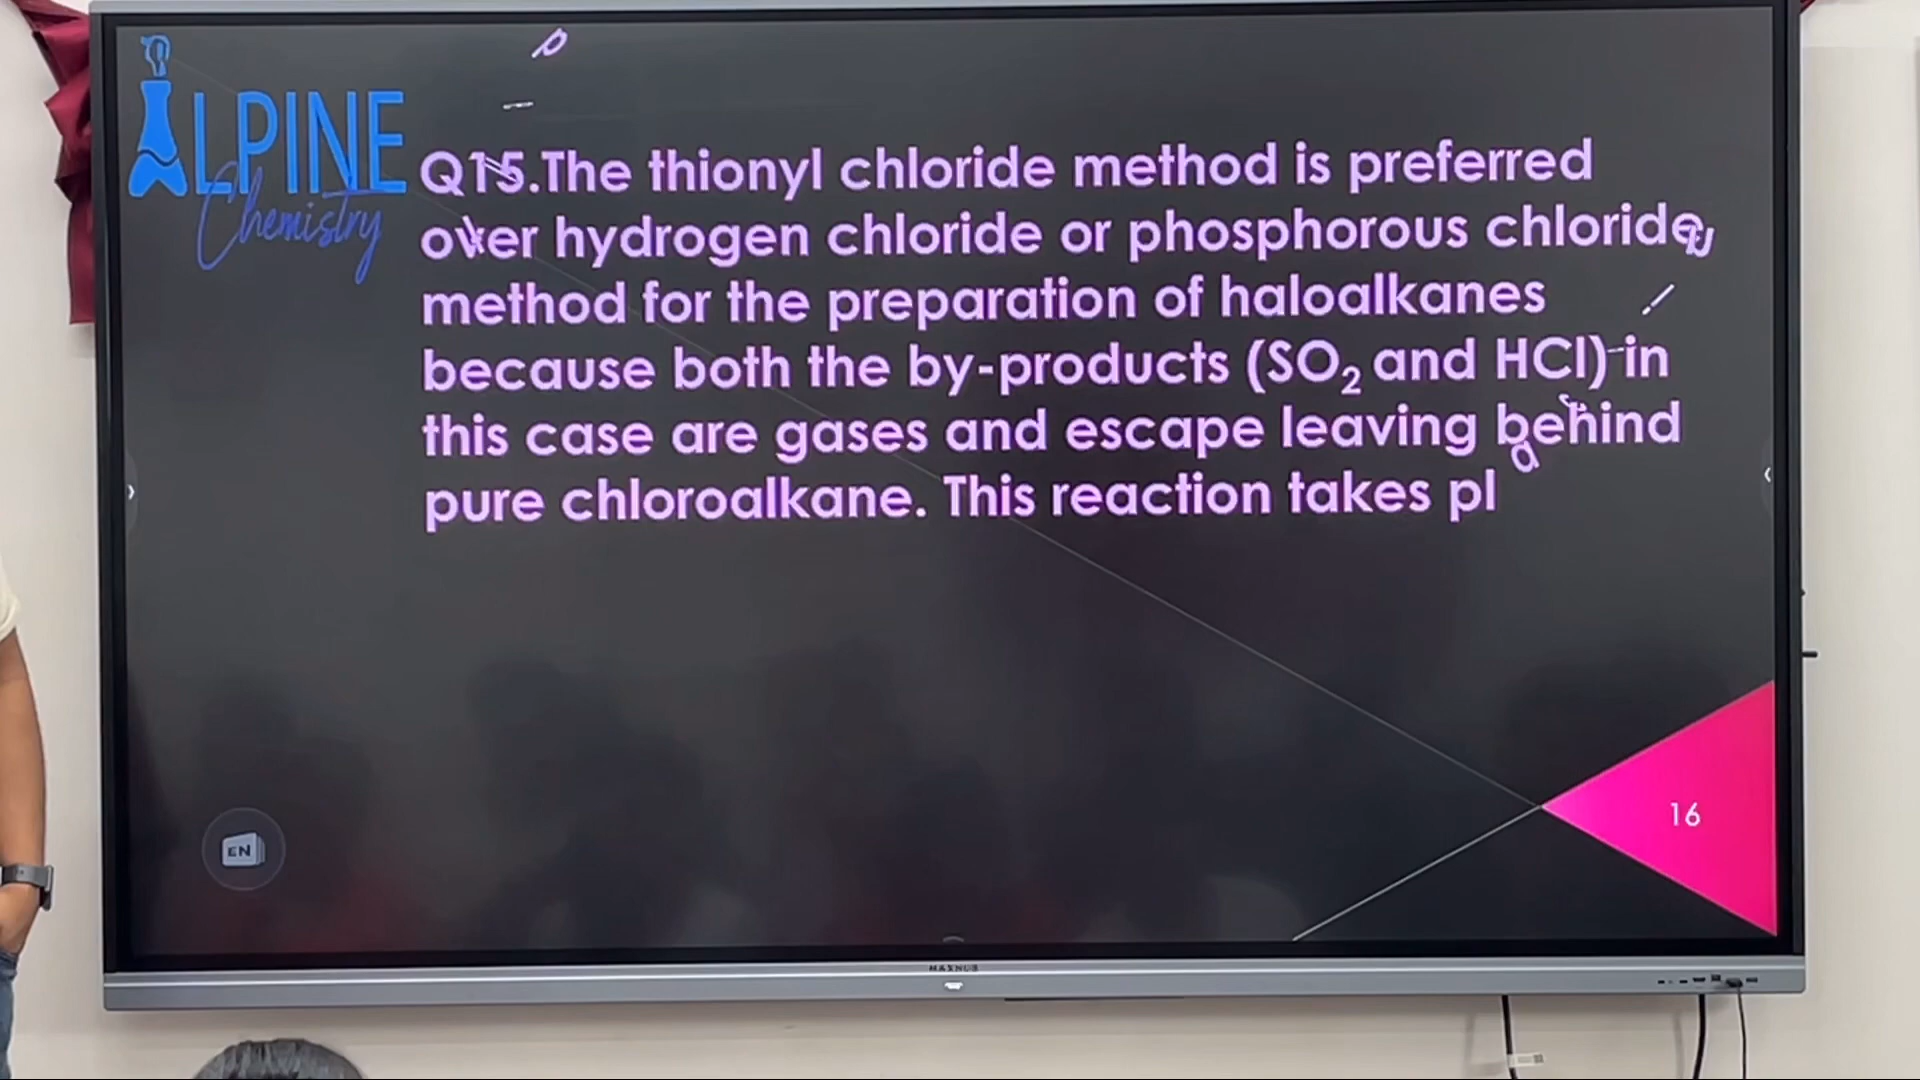 ALPINE
Chemistry
Q15.The thionyl chloride method is preferred
over hydrogen chloride or phosphorous chloride
method for the preparation of haloalkanes
because both the by-products (SO₂ and HCl) in
this case are gases and escape leaving behind
pure chloroalkane. This reaction takes pl
a
EN
16
MAXHUB